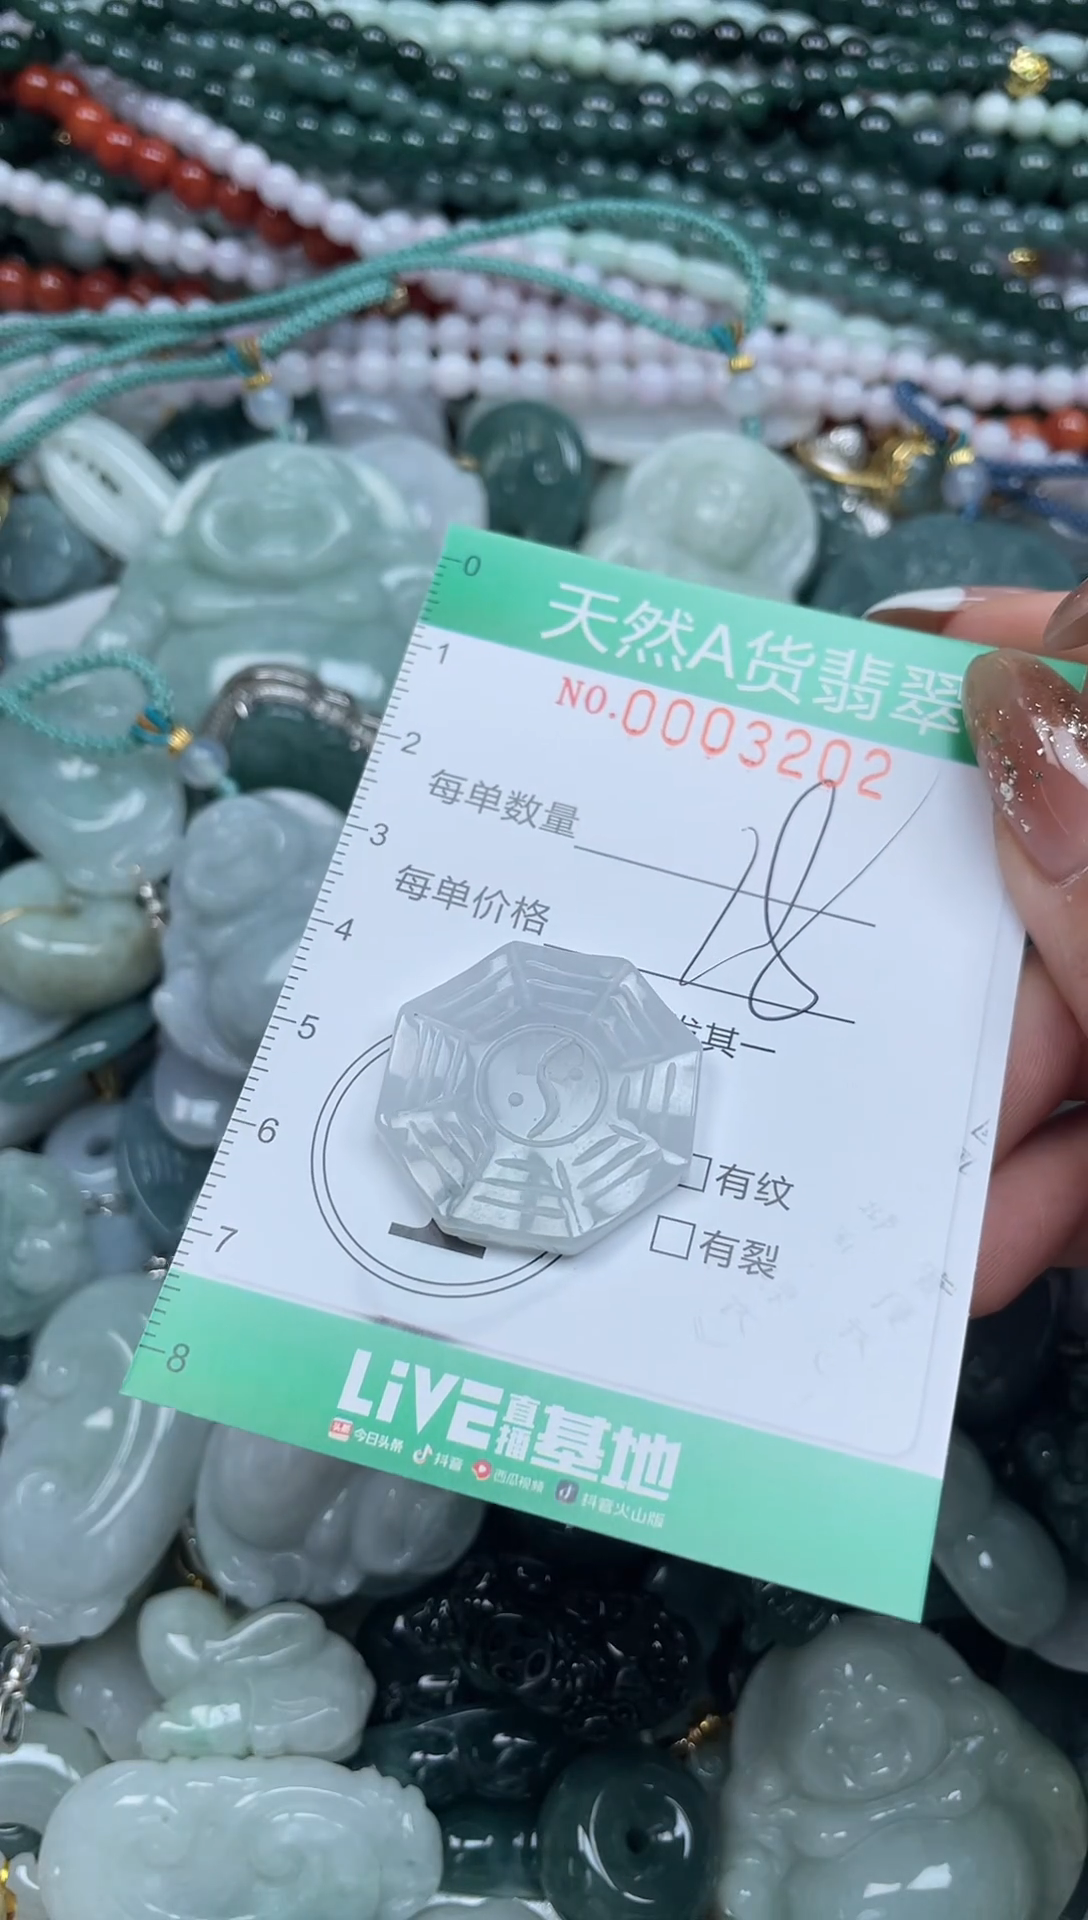 0
天然A货翡翠
1
NO.0003202
2
每单数量
3
每单价格
18
4
其一
5
6
□有纹
□有裂
7
8
LiVE直播基地
头条 今日头条 抖音 西瓜视频 抖音火山版